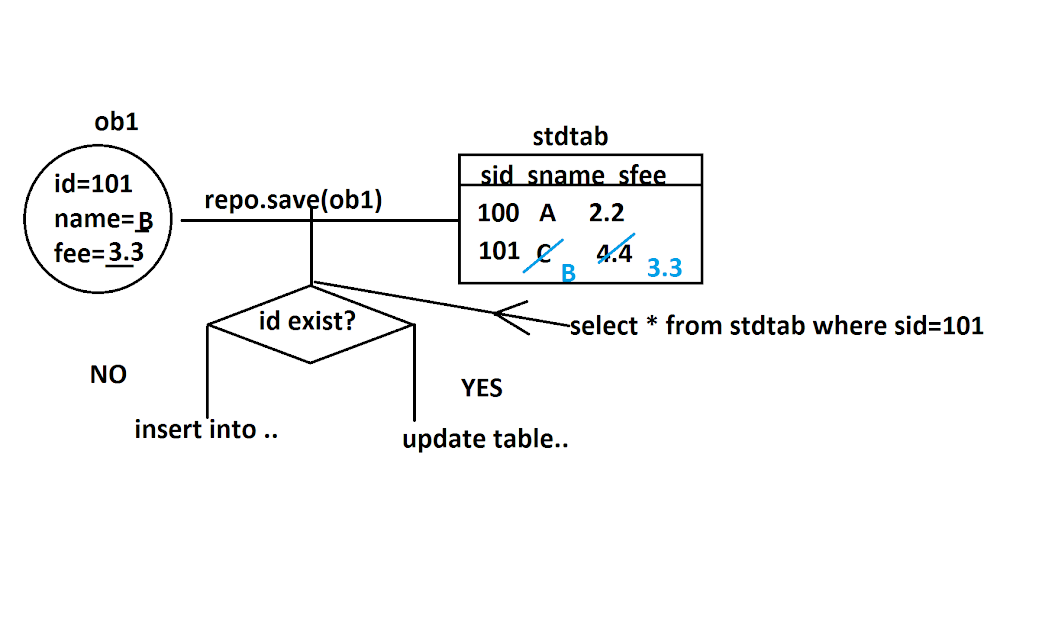 ob1
id=101
name=B
fee=3.3
repo.save(ob1)
stdtab
sid sname sfee
100 A 2.2
101 C 4.4
B 3.3
id exist?
select * from stdtab where sid=101
NO
YES
insert into ..
update table..